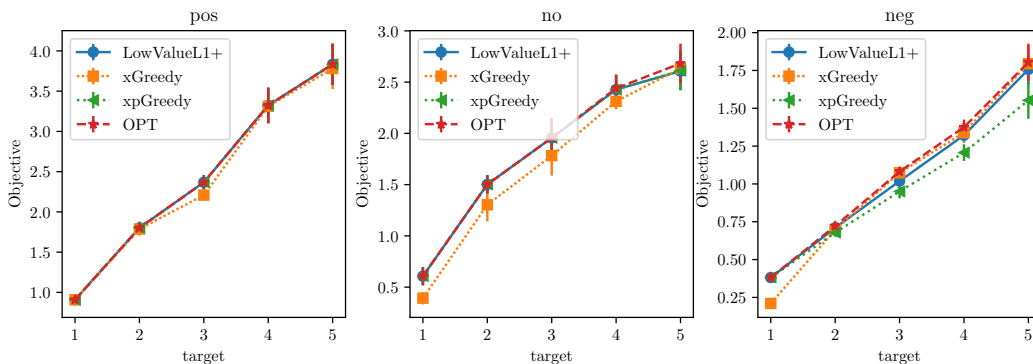 pos
Objective
4.0
3.5
3.0
2.5
2.0
1.5
1.0
LowValueL1+
xGreedy
xpGreedy
OPT
1 2 3 4 5
target
no
Objective
3.0
2.5
2.0
1.5
1.0
0.5
LowValueL1+
xGreedy
xpGreedy
OPT
1 2 3 4 5
target
neg
Objective
1.75
1.50
1.25
1.00
0.75
0.50
0.25
LowValueL1+
xGreedy
xpGreedy
OPT
1 2 3 4 5
target